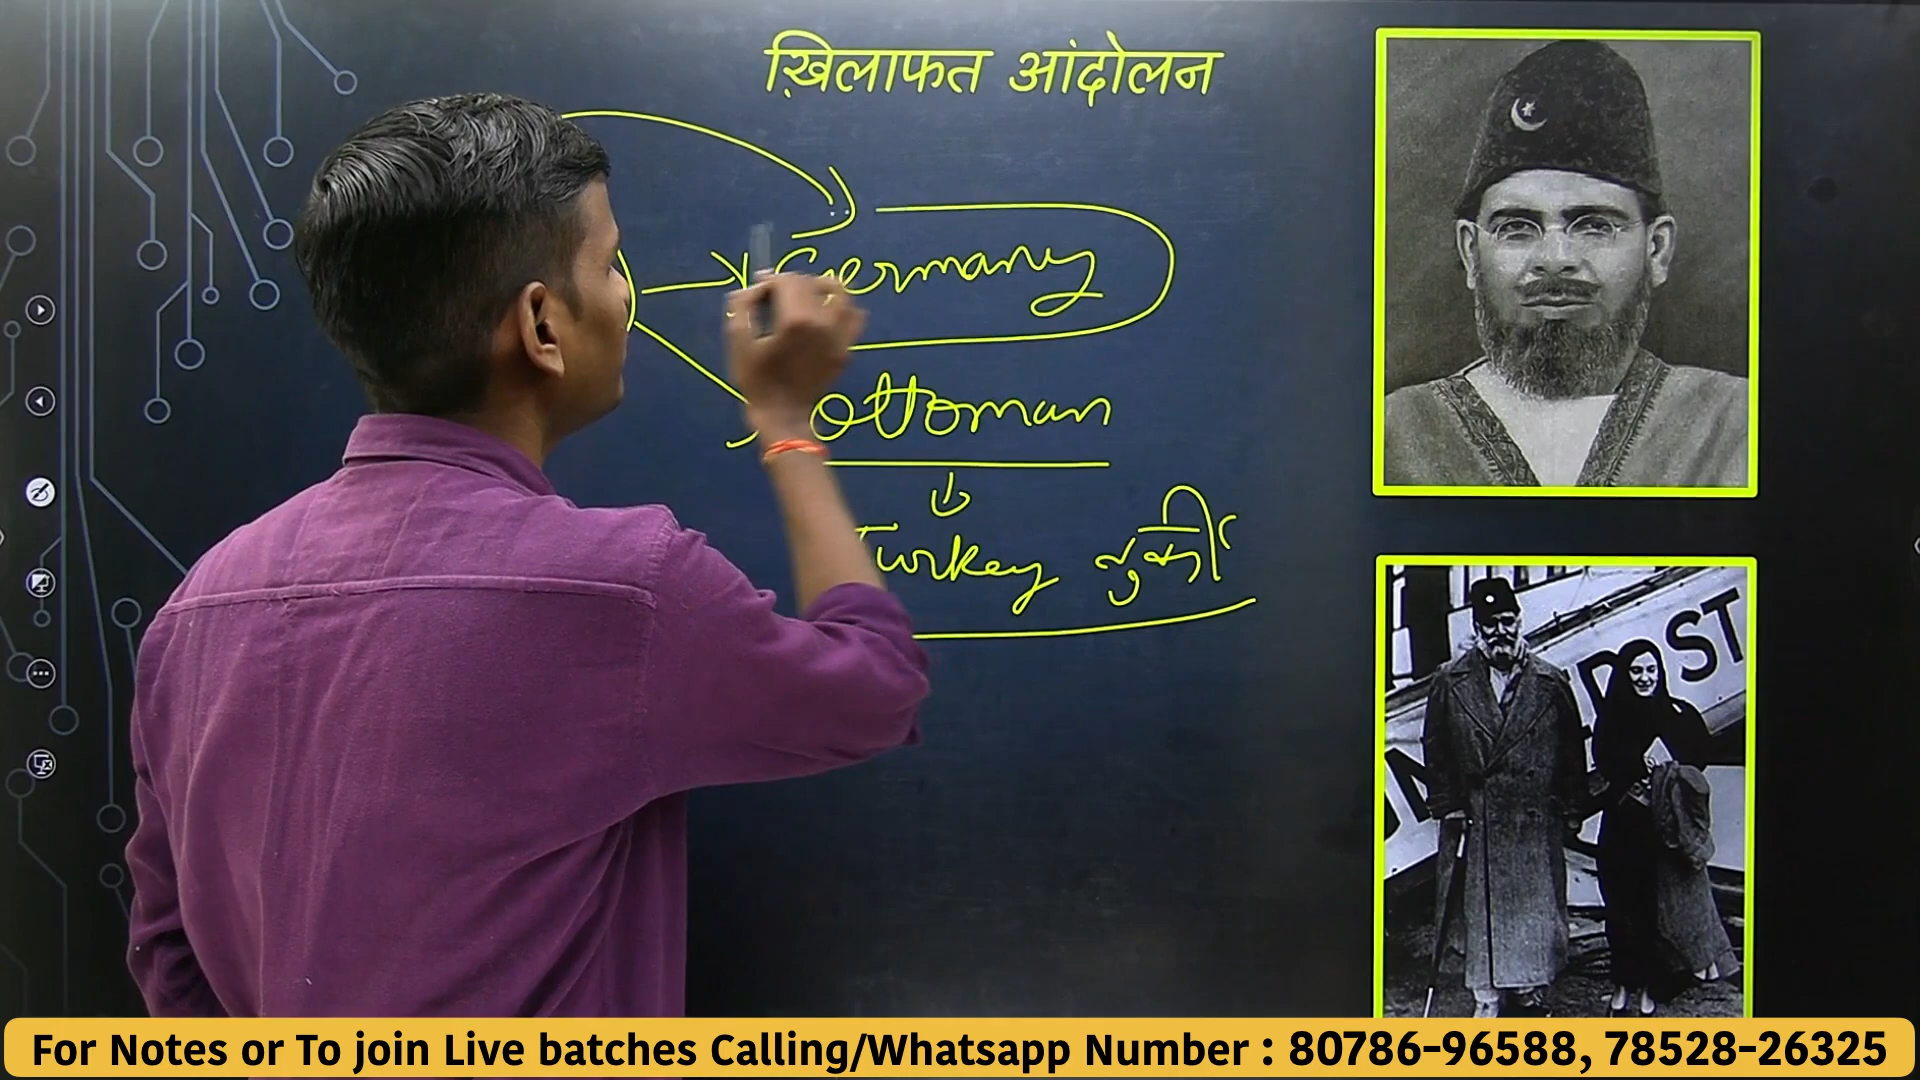 ख़िलाफत आंदोलन
Germany
Ottoman
Turkey तुर्की
POST
For Notes or To join Live batches Calling/Whatsapp Number : 80786-96588, 78528-26325